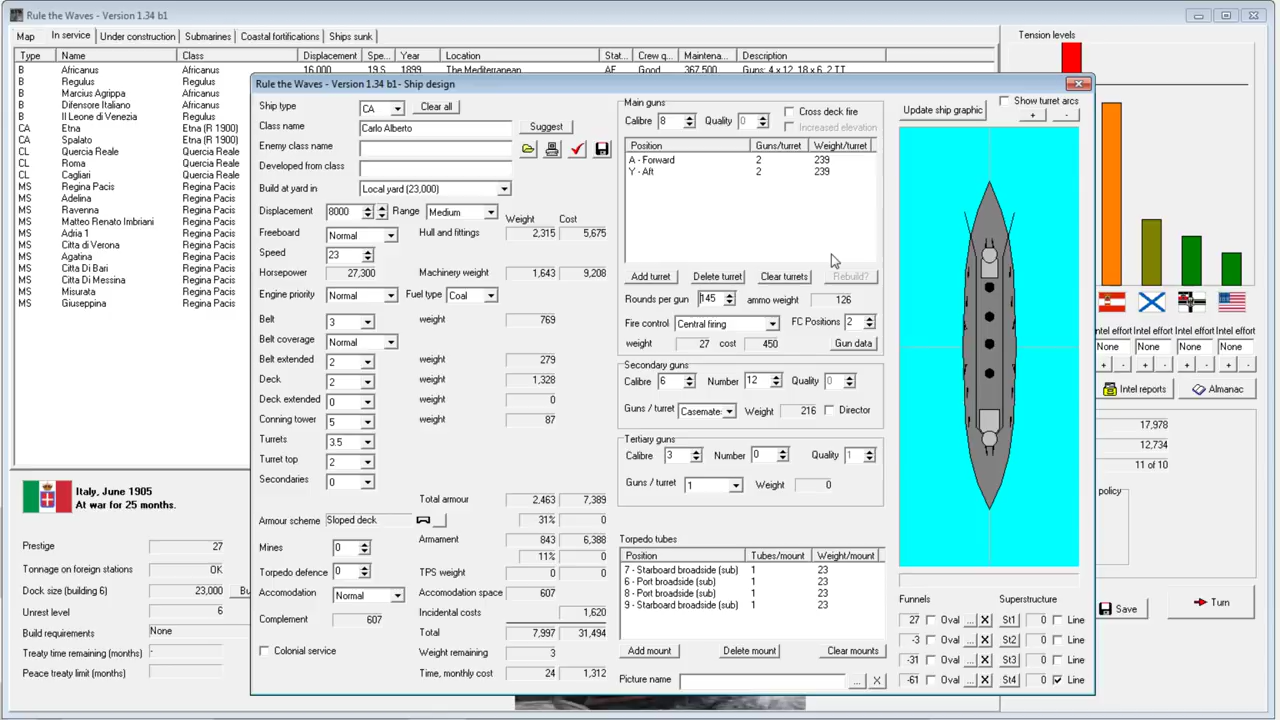 Rule the Waves - Version 1.34 b1
Map In service Under construction Submarines Coastal fortifications Ships sunk
Type Name Class Displacement Spe... Year Location Stat... Crew q... Maintena... Description
B Africanus Africanus 16,000 19 S 1899 The Mediterranean AF Good 367,500 Guns: 4 x 12, 18 x 6, 2 TT
B Regulus Africanus
B Marcius Agrippa Africanus
B Difensore Italiano Africanus
B Il Leone di Venezia Africanus
CA Etna Etna (R 1900)
CA Spalato Etna (R 1900)
CL Quercia Reale Quercia Reale
CL Roma Quercia Reale
CL Cagliari Quercia Reale
MS Regina Pacis Regina Pacis
MS Adelina Regina Pacis
MS Ravenna Regina Pacis
MS Matteo Renato Imbriani Regina Pacis
MS Adria 1 Regina Pacis
MS Citta di Verona Regina Pacis
MS Agatina Regina Pacis
MS Citta Di Bari Regina Pacis
MS Citta Di Messina Regina Pacis
MS Misurata Regina Pacis
MS Giuseppina Regina Pacis
Italy, June 1905
At war for 25 months.
Prestige 27
Tonnage on foreign stations OK
Dock size (building 6) 23,000 Bu
Unrest level 6
Build requirements None
Treaty time remaining (months) -
Peace treaty limit (months)
Rule the Waves - Version 1.34 b1- Ship design
Ship type CA Clear all
Class name Carlo Alberto Suggest
Enemy class name
Developed from class
Build at yard in Local yard (23,000)
Displacement 8000 Range Medium Weight Cost
Freeboard Normal Hull and fittings 2,315 5,675
Speed 23
Horsepower 27,300 Machinery weight 1,643 9,208
Engine priority Normal Fuel type Coal
Belt 3 weight 769
Belt coverage Normal
Belt extended 2 weight 279
Deck 2 weight 1,328
Deck extended 0 weight 0
Conning tower 5 weight 87
Turrets 3.5
Turret top 2
Secondaries 0
Total armour 2,463 7,389
Armour scheme Sloped deck 31% 0
Armament 843 6,388
Mines 0 11% 0
Torpedo defence 0 TPS weight 0 0
Accomodation Normal Accomodation space 607
Complement 607 Incidental costs 1,620
Total 7,997 31,494
Colonial service Weight remaining 3
Time, monthly cost 24 1,312
Main guns
Calibre 8 Quality 0 Cross deck fire
Increased elevation
Position Guns/turret Weight/turret
A - Forward 2 239
Y - Aft 2 239
Add turret Delete turret Clear turrets Rebuild?
Rounds per gun 145 ammo weight 126
Fire control Central firing FC Positions 2
weight 27 cost 450 Gun data
Secondary guns
Calibre 6 Number 12 Quality 0
Guns / turret Casemate: Weight 216 Director
Tertiary guns
Calibre 3 Number 0 Quality 1
Guns / turret 1 Weight 0
Torpedo tubes
Position Tubes/mount Weight/mount
7 - Starboard broadside (sub) 1 23
6 - Port broadside (sub) 1 23
8 - Port broadside (sub) 1 23
9 - Starboard broadside (sub) 1 23
Add mount Delete mount Clear mounts
Picture name ... X
Update ship graphic Show turret arcs
+ -
Funnels Superstructure
27 Oval ... X St1 0 Line
-3 Oval ... X St2 0 Line
-31 Oval ... X St3 0 Line
-61 Oval ... X St4 0 Line
Tension levels
Intel effort Intel effort Intel effort Intel effort
None None None None
+ - + - + - + -
Intel reports Almanac
17,978
12,734
11 of 10
policy
Save Turn